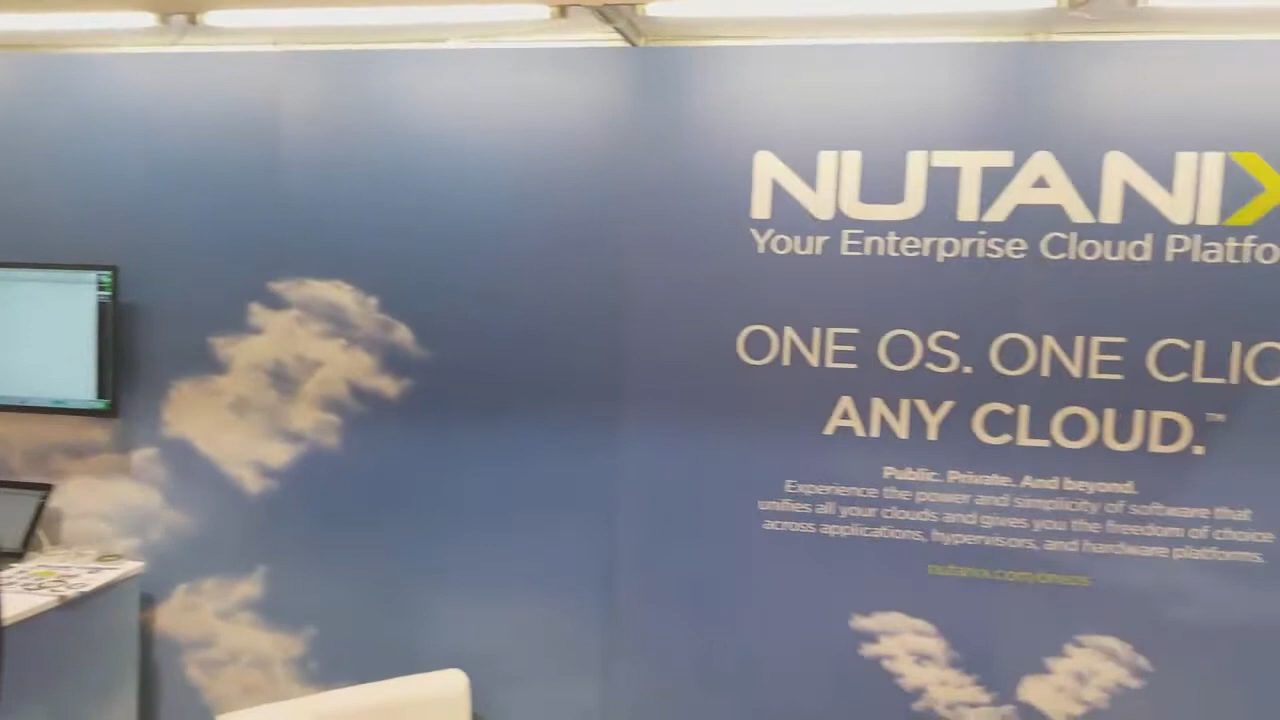 NUTANIX
Your Enterprise Cloud Platfo
ONE OS. ONE CLIC
ANY CLOUD.™
Public. Private. And beyond.
Experience the power and simplicity of software that
unifies all your clouds and gives you the freedom of choice
across applications, hypervisors, and hardware platforms.